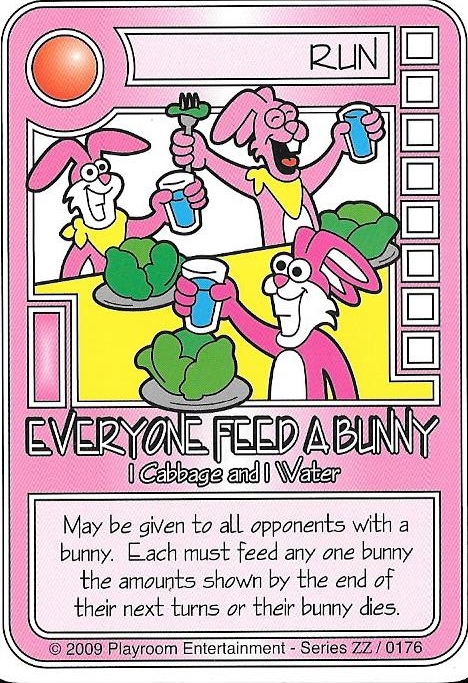 RUN
EVERYONE FEED A BUNNY
1 Cabbage and 1 Water
May be given to all opponents with a
bunny. Each must feed any one bunny
the amounts shown by the end of
their next turns or their bunny dies.
© 2009 Playroom Entertainment - Series ZZ / 0176